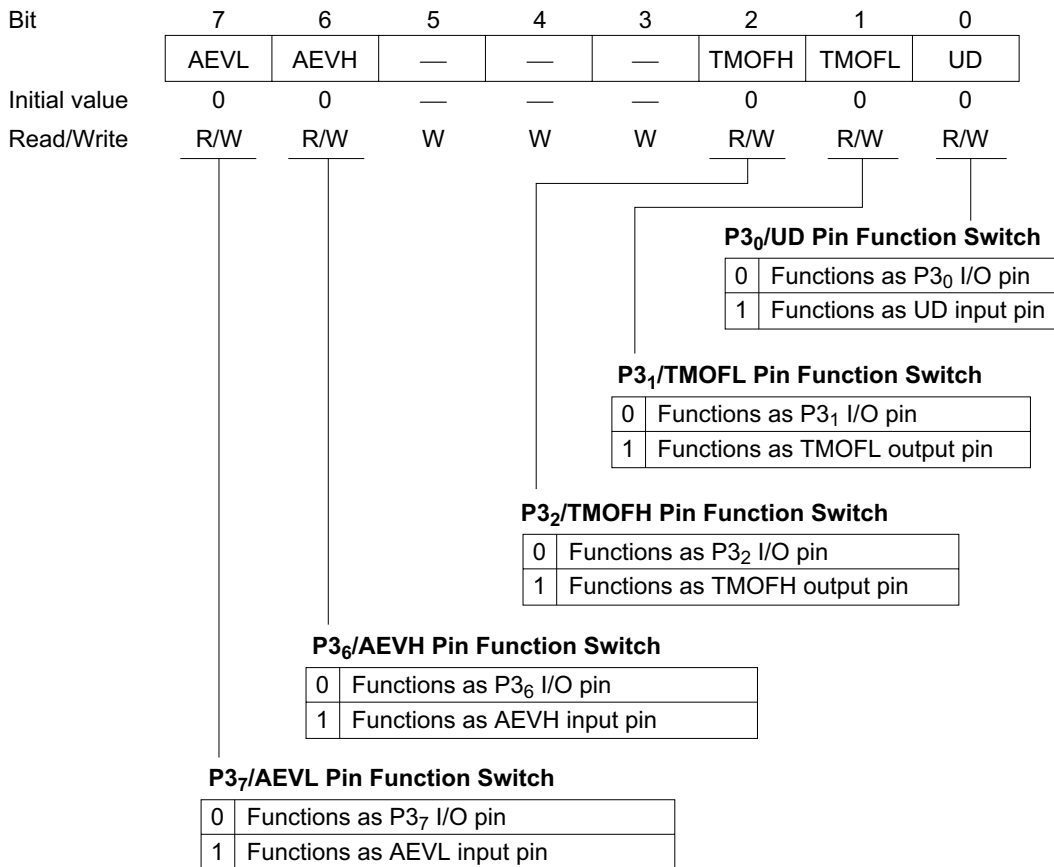 Bit 7 6 5 4 3 2 1 0
AEVL AEVH — — — TMOFH TMOFL UD
Initial value 0 0 — — — 0 0 0
Read/Write R/W R/W W W W R/W R/W R/W
P3₀/UD Pin Function Switch
0 Functions as P3₀ I/O pin
1 Functions as UD input pin
P3₁/TMOFL Pin Function Switch
0 Functions as P3₁ I/O pin
1 Functions as TMOFL output pin
P3₂/TMOFH Pin Function Switch
0 Functions as P3₂ I/O pin
1 Functions as TMOFH output pin
P3₆/AEVH Pin Function Switch
0 Functions as P3₆ I/O pin
1 Functions as AEVH input pin
P3₇/AEVL Pin Function Switch
0 Functions as P3₇ I/O pin
1 Functions as AEVL input pin